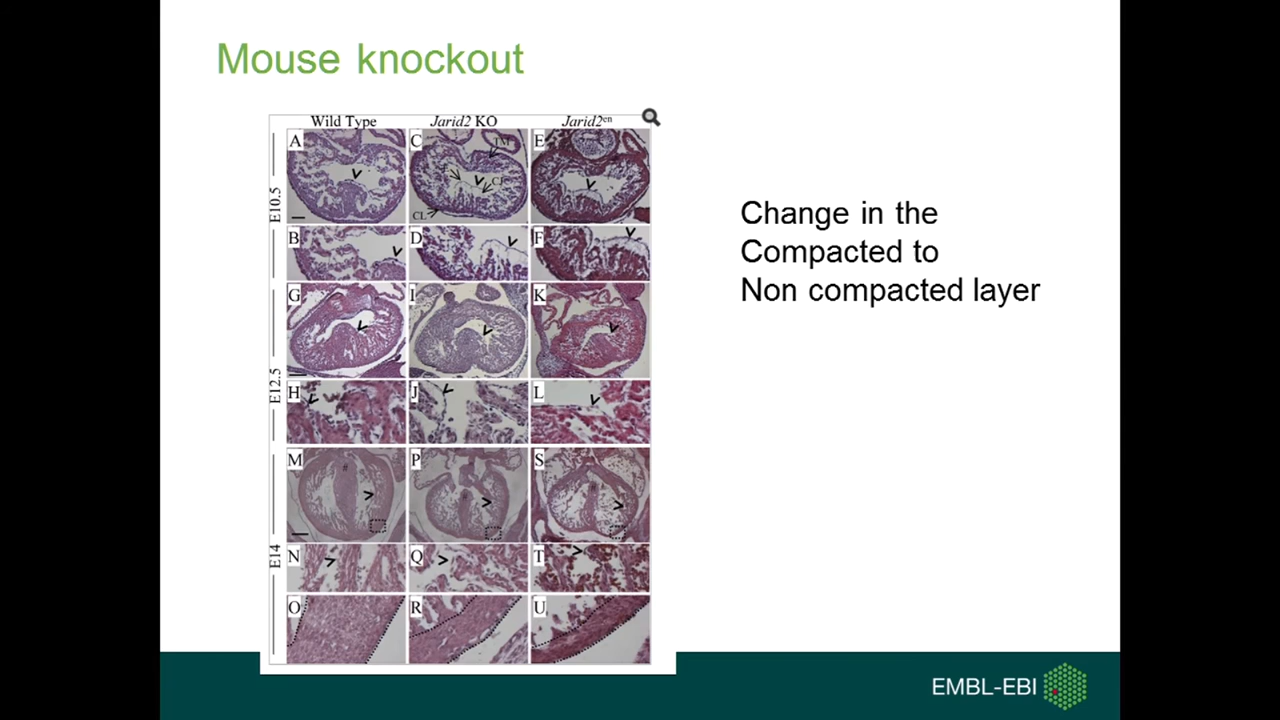 Mouse knockout
Wild Type
Jarid2 KO
Jarid2en
E10.5
A
C
TM
CL
E
B
D
F
E12.5
G
I
K
H
J
L
E14
M
#
P
#
S
#
N
Q
T
O
R
U
Change in the
Compacted to
Non compacted layer
EMBL-EBI